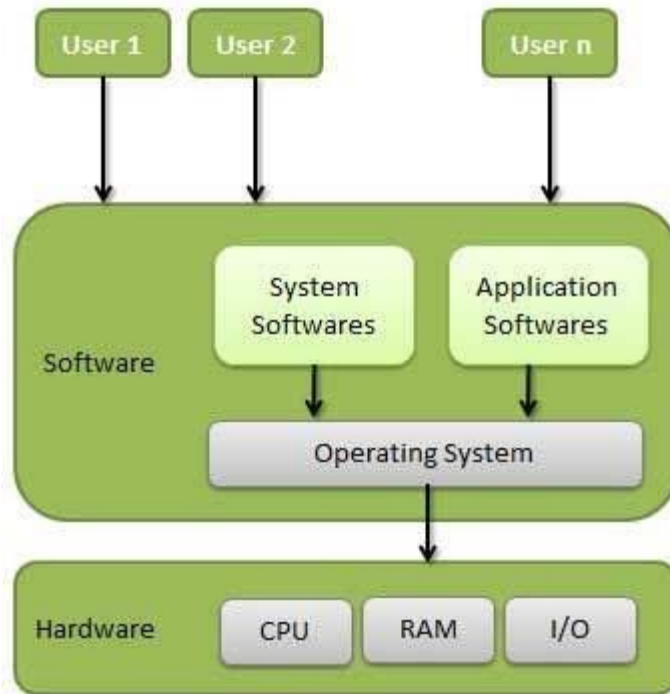 User 1
User 2
User n
System
Softwares
Application
Softwares
Software
Operating System
Hardware
CPU
RAM
I/O